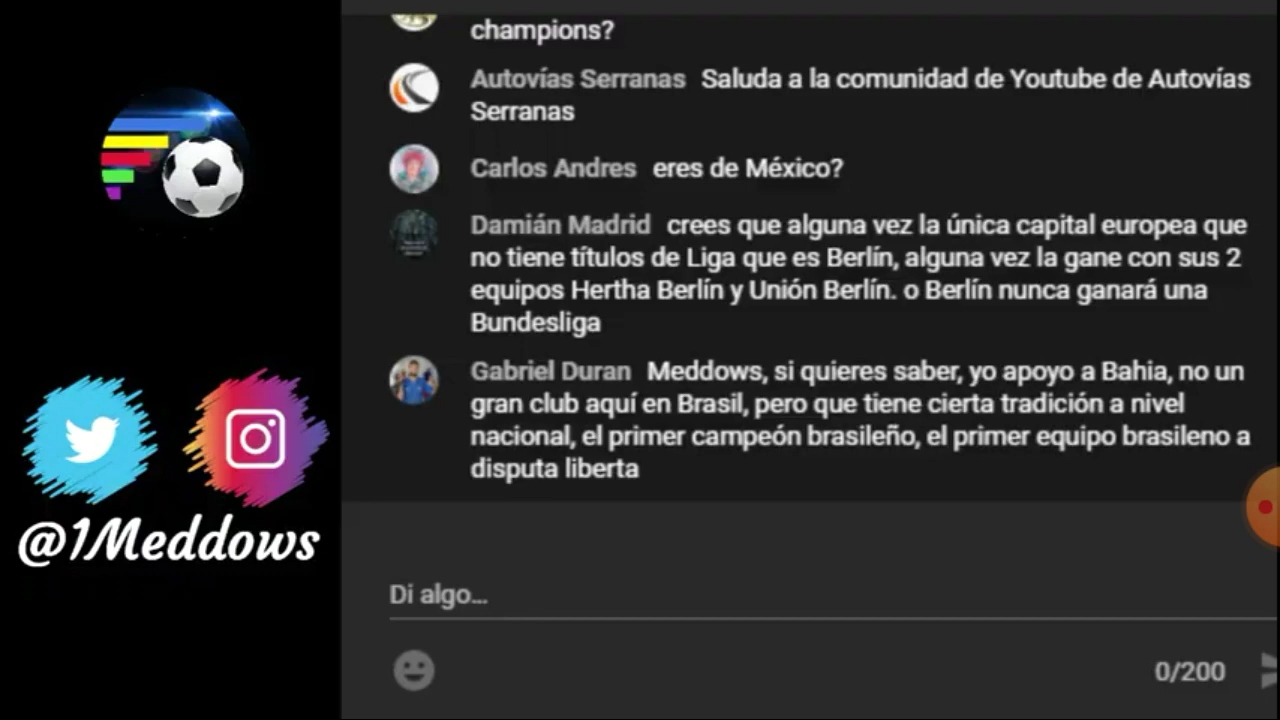 champions?
Autovías Serranas Saluda a la comunidad de Youtube de Autovías
Serranas
Carlos Andres eres de México?
Damián Madrid crees que alguna vez la única capital europea que
no tiene títulos de Liga que es Berlín, alguna vez la gane con sus 2
equipos Hertha Berlín y Unión Berlín. o Berlín nunca ganará una
Bundesliga
Gabriel Duran Meddows, si quieres saber, yo apoyo a Bahia, no un
gran club aquí en Brasil, pero que tiene cierta tradición a nivel
nacional, el primer campeón brasileño, el primer equipo brasileno a
disputa liberta
@1Meddows
Di algo...
0/200